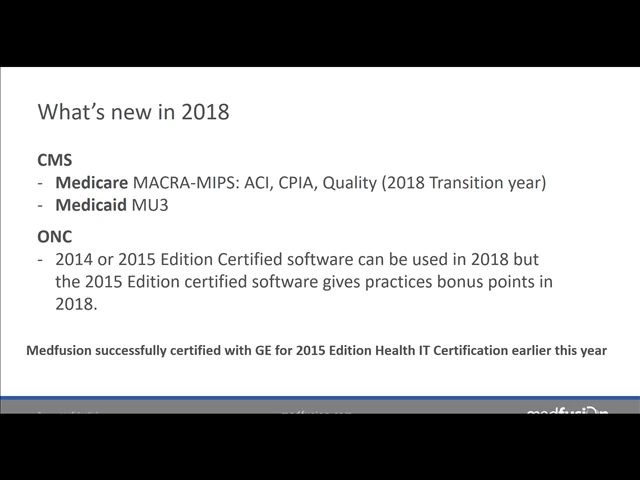 What's new in 2018
CMS
- Medicare MACRA-MIPS: ACI, CPIA, Quality (2018 Transition year)
- Medicaid MU3
ONC
- 2014 or 2015 Edition Certified software can be used in 2018 but
the 2015 Edition certified software gives practices bonus points in
2018.
Medfusion successfully certified with GE for 2015 Edition Health IT Certification earlier this year
medfusion